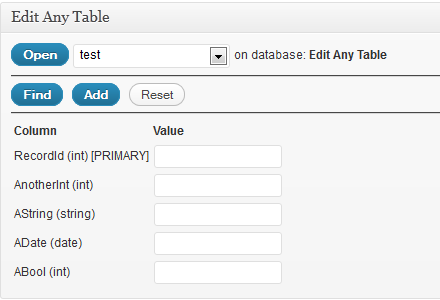 Edit Any Table
Open test on database: Edit Any Table
Find Add Reset
Column Value
RecordId (int) [PRIMARY]
AnotherInt (int)
AString (string)
ADate (date)
ABool (int)